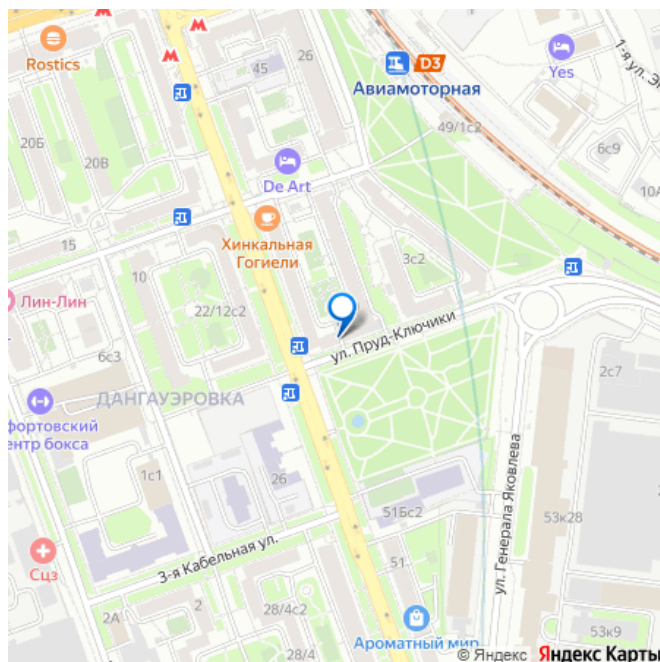 Rostics
26
45
D3
Авиамоторная
Yes
1-я ул. Э
49/1с2
6с9
10А
20Б
20В
De Art
Хинкальная
Гогиели
15
10
3с2
Лин-Лин
22/12с2
ул. Пруд-Ключики
6с3
2с7
ДАНГАУЭРОВКА
фортовский
ентр бокса
1с1
26
51Бс2
53к28
ул. Генерала Яковлева
3-я Кабельная ул.
51
Сцз
2А
2
28/4с2
28/4
Ароматный мир
53к9
© Яндекс Яндекс Карты